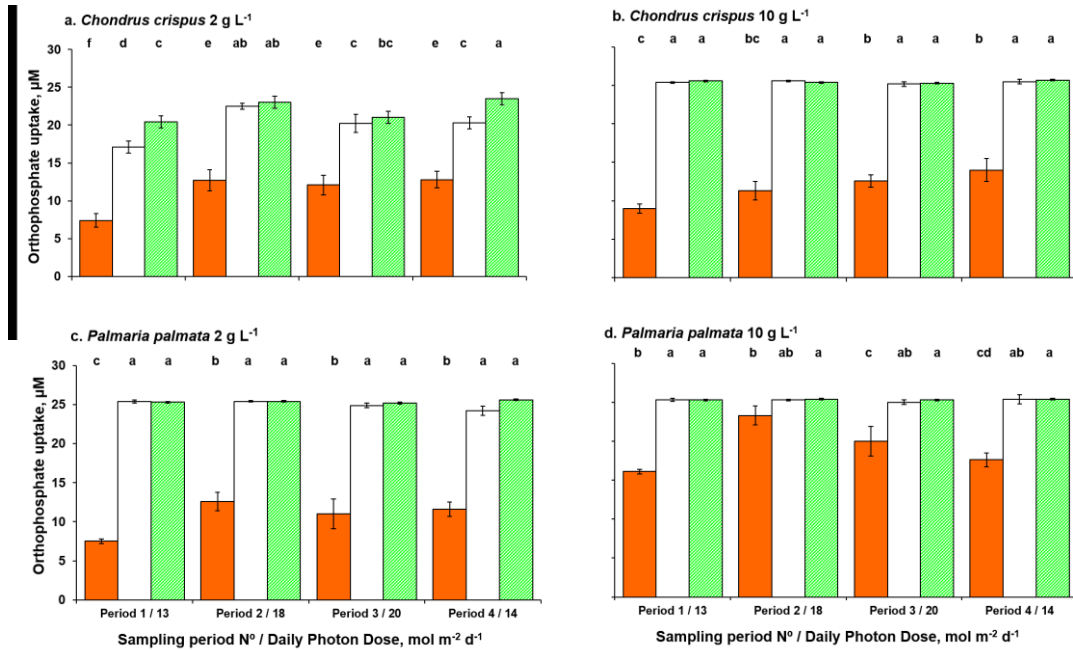 a. Chondrus crispus 2 g L⁻¹
f d c e ab ab e c bc e c a
30
25
20
15
10
5
0
Orthophosphate uptake, µM
b. Chondrus crispus 10 g L⁻¹
c a a bc a a b a a b a a
c. Palmaria palmata 2 g L⁻¹
c a a b a a b a a b a a
30
25
20
15
10
5
0
Orthophosphate uptake, µM
Period 1 / 13 Period 2 / 18 Period 3 / 20 Period 4 / 14
Sampling period Nº / Daily Photon Dose, mol m⁻² d⁻¹
d. Palmaria palmata 10 g L⁻¹
b a a b ab a c ab a cd ab a
Period 1 / 13 Period 2 / 18 Period 3 / 20 Period 4 / 14
Sampling period Nº / Daily Photon Dose, mol m⁻² d⁻¹